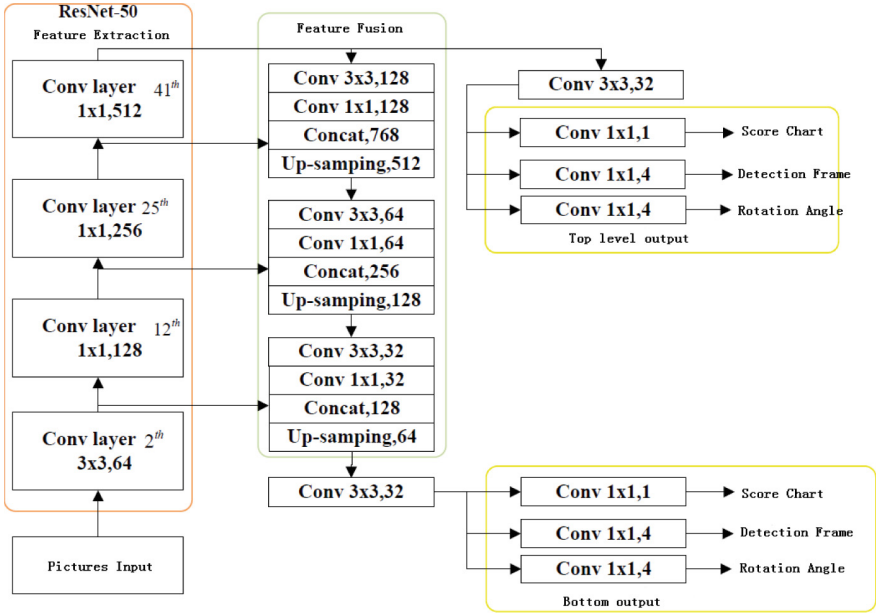 ResNet-50
Feature Extraction
Conv layer 41th
1x1,512
Conv layer 25th
1x1,256
Conv layer 12th
1x1,128
Conv layer 2th
3x3,64
Pictures Input
Feature Fusion
Conv 3x3,128
Conv 1x1,128
Concat,768
Up-samping,512
Conv 3x3,64
Conv 1x1,64
Concat,256
Up-samping,128
Conv 3x3,32
Conv 1x1,32
Concat,128
Up-samping,64
Conv 3x3,32
Conv 3x3,32
Conv 1x1,1
Score Chart
Conv 1x1,4
Detection Frame
Conv 1x1,4
Rotation Angle
Top level output
Conv 1x1,1
Score Chart
Conv 1x1,4
Detection Frame
Conv 1x1,4
Rotation Angle
Bottom output